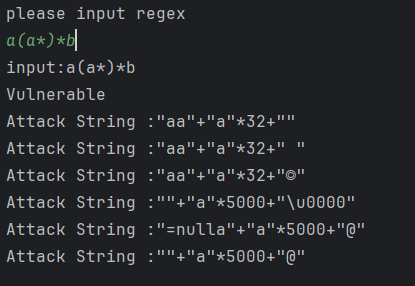 please input regex
a(a*)*b
input:a(a*)*b
Vulnerable
Attack String :"aa"+"a"*32+""
Attack String :"aa"+"a"*32+" "
Attack String :"aa"+"a"*32+"☺"
Attack String :""+"a"*5000+"\u0000"
Attack String :"=nulla"+"a"*5000+"@"
Attack String :""+"a"*5000+"@"